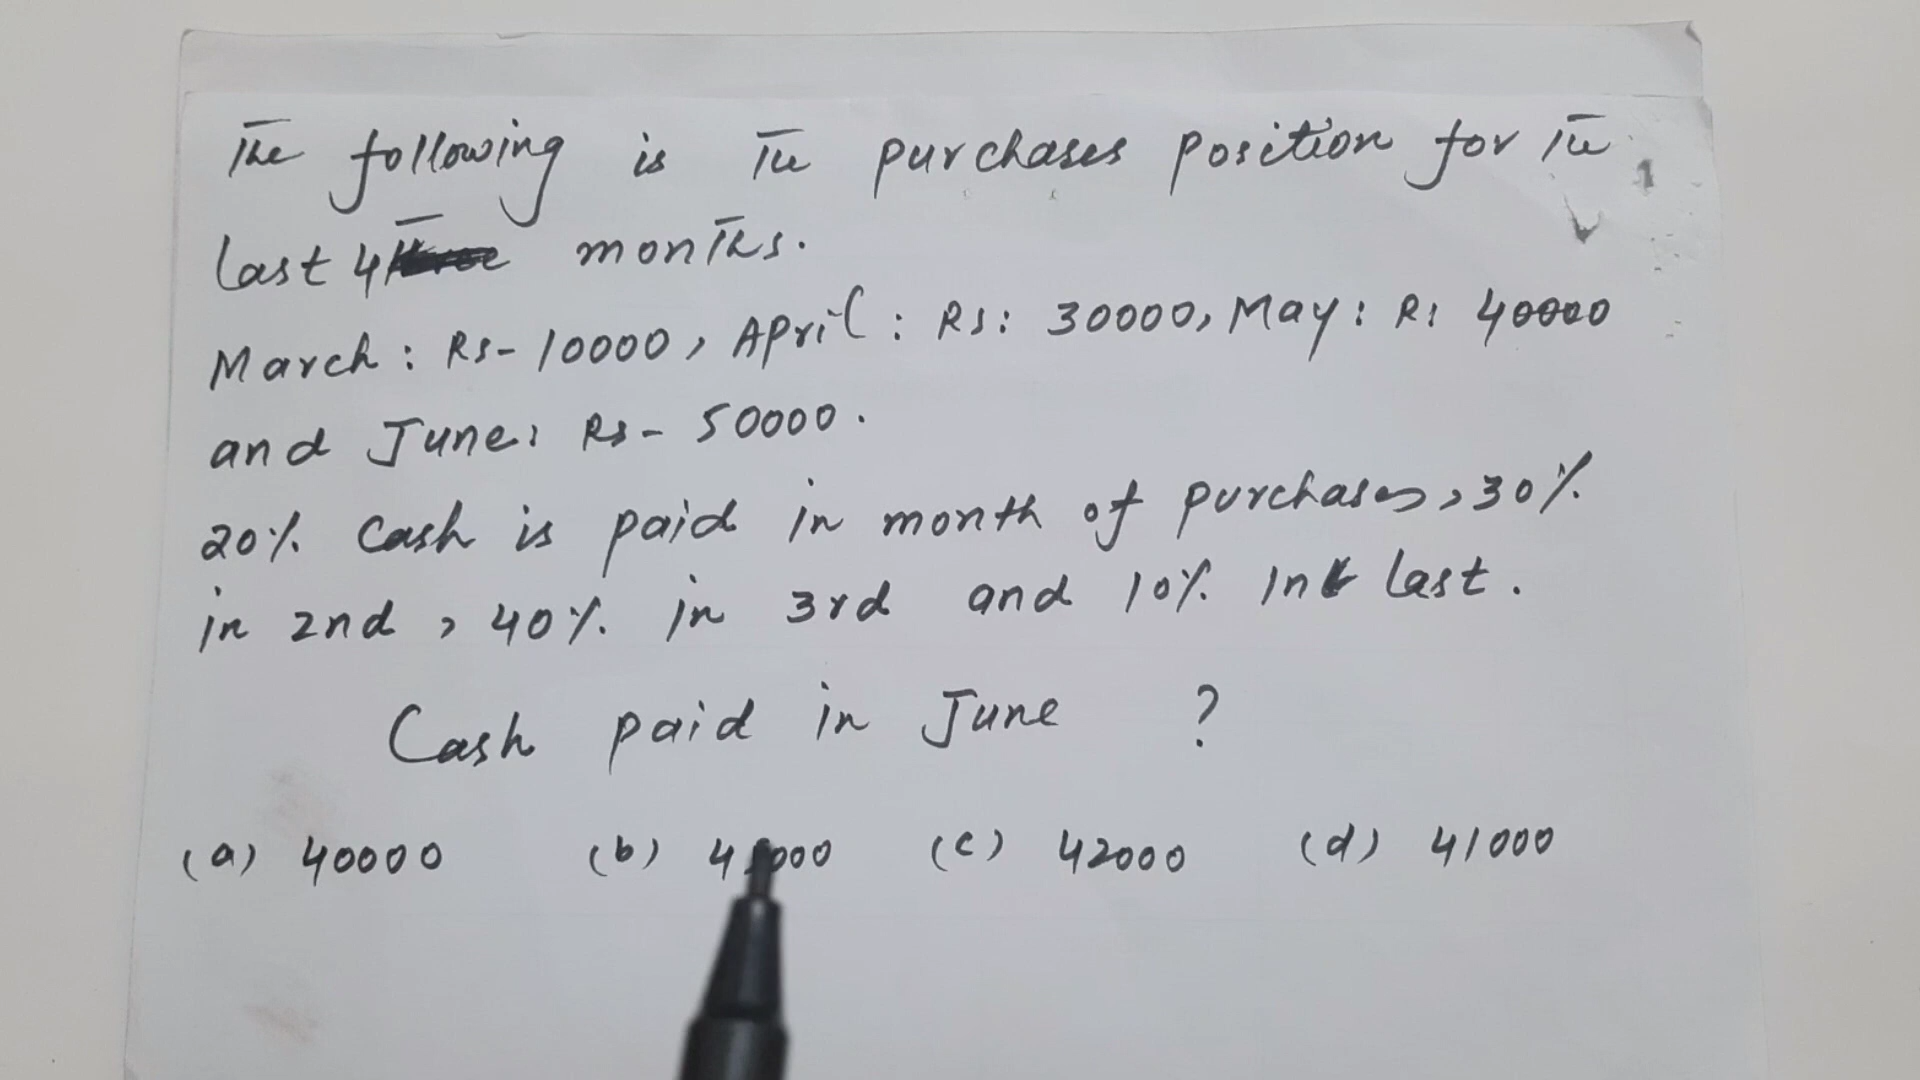 The following is The purchases position for The
last 4 months.
March : Rs- 10000, April : Rs: 30000, May : R: 40000
and June: Rs- 50000.
20% Cash is paid in month of purchases, 30%
in 2nd, 40% in 3rd and 10% in last.
Cash paid in June ?
(a) 40000 (b) (c) 42000 (d) 41000